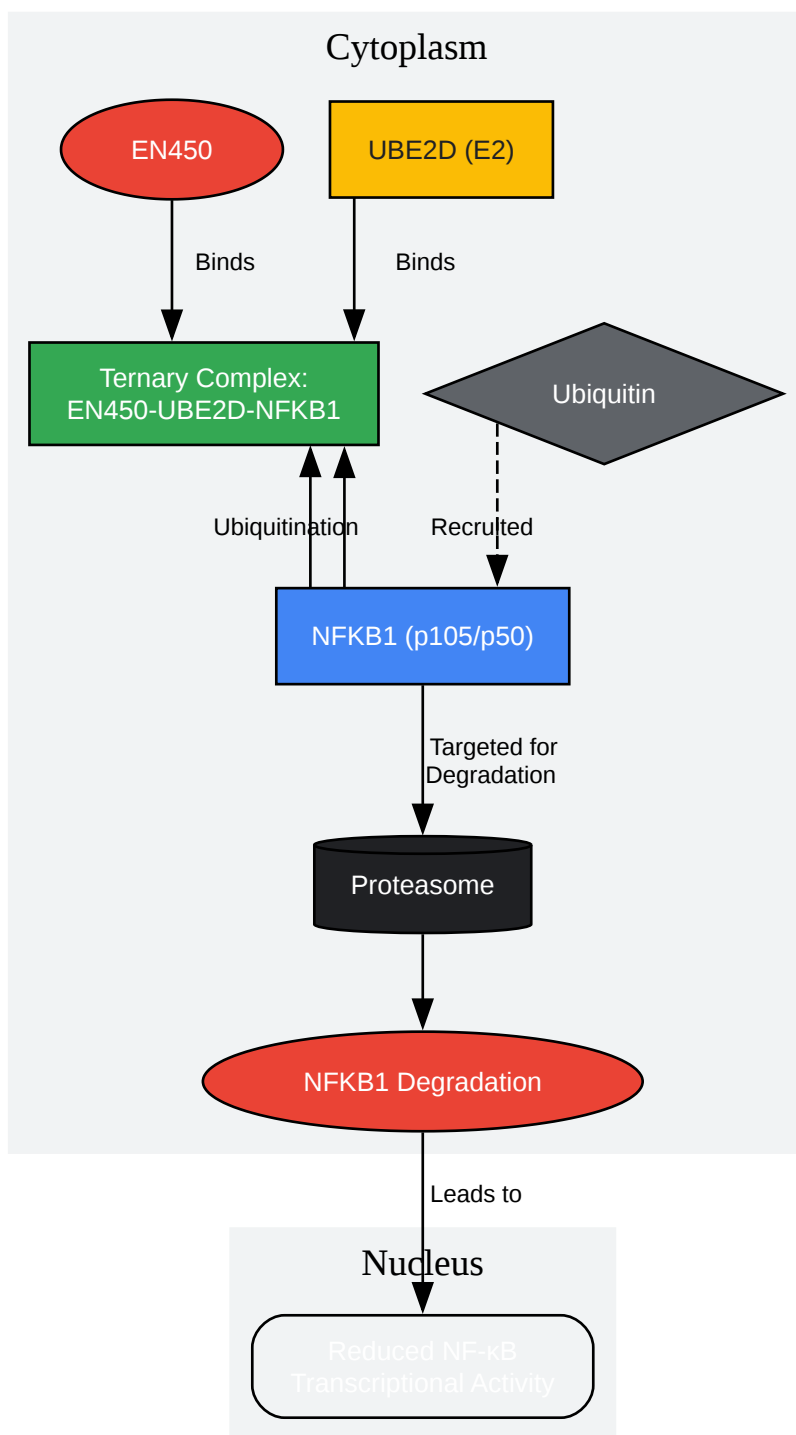 Cytoplasm
EN450
UBE2D (E2)
Binds
Binds
Ternary Complex:
EN450-UBE2D-NFKB1
Ubiquitin
Ubiquitination
Recruited
NFKB1 (p105/p50)
Targeted for
Degradation
Proteasome
NFKB1 Degradation
Leads to
Nucleus
Reduced NF-κB
Transcriptional Activity